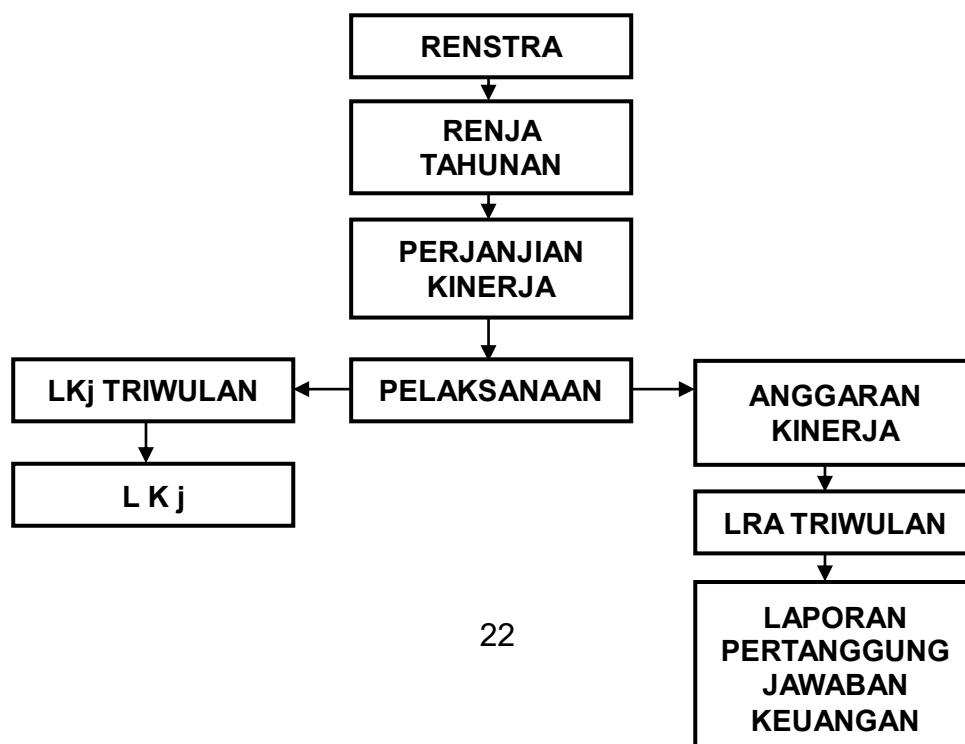 RENSTRA
RENJA
TAHUNAN
PERJANJIAN
KINERJA
LKj TRIWULAN
PELAKSANAAN
ANGGARAN
KINERJA
L K j
LRA TRIWULAN
LAPORAN
PERTANGGUNG
JAWABAN
KEUANGAN
22